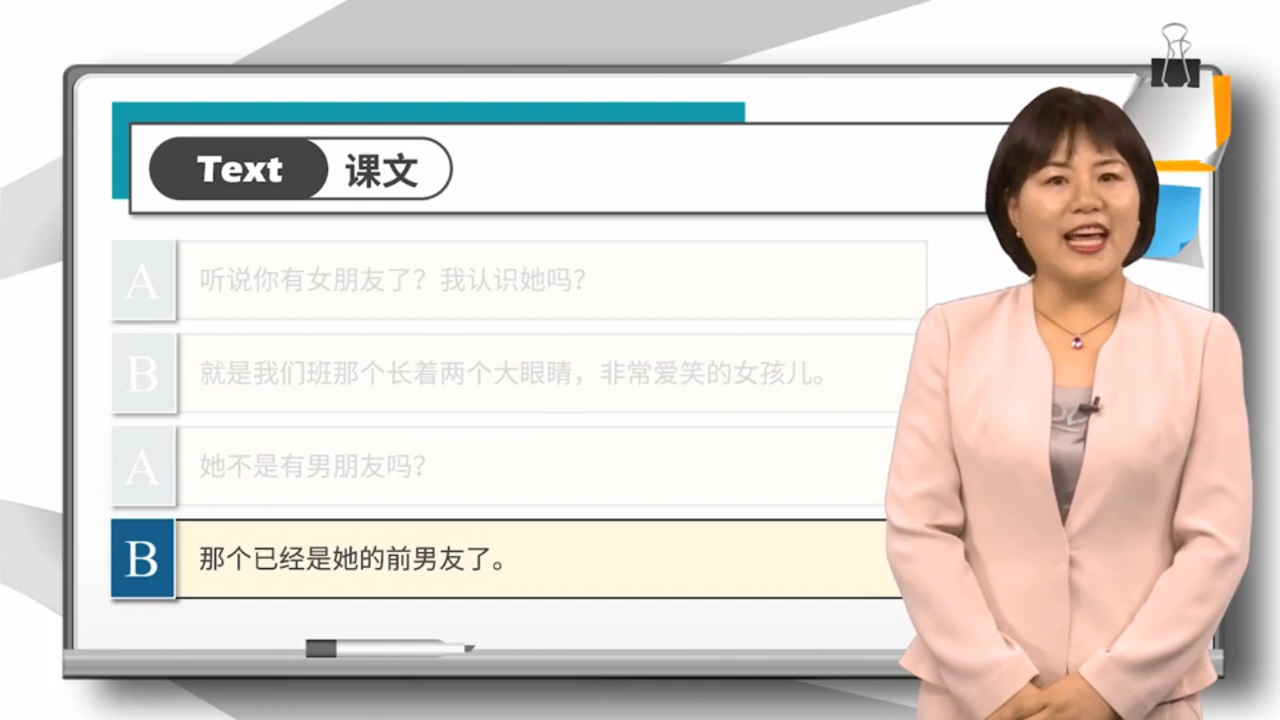 Text 课文
A 听说你有女朋友了？我认识她吗？
B 就是我们班那个长着两个大眼睛，非常爱笑的女孩儿。
A 她不是有男朋友吗？
B 那个已经是她的前男友了。